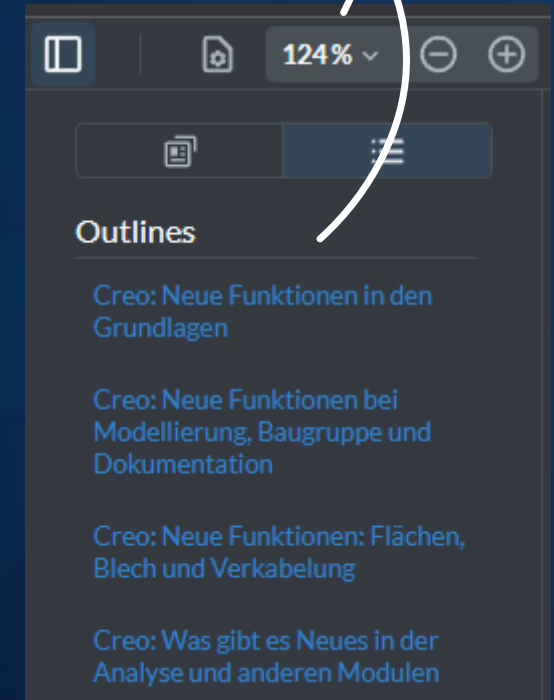 124%
Outlines
Creo: Neue Funktionen in den
Grundlagen
Creo: Neue Funktionen bei
Modellierung, Baugruppe und
Dokumentation
Creo: Neue Funktionen: Flächen,
Blech und Verkabelung
Creo: Was gibt es Neues in der
Analyse und anderen Modulen